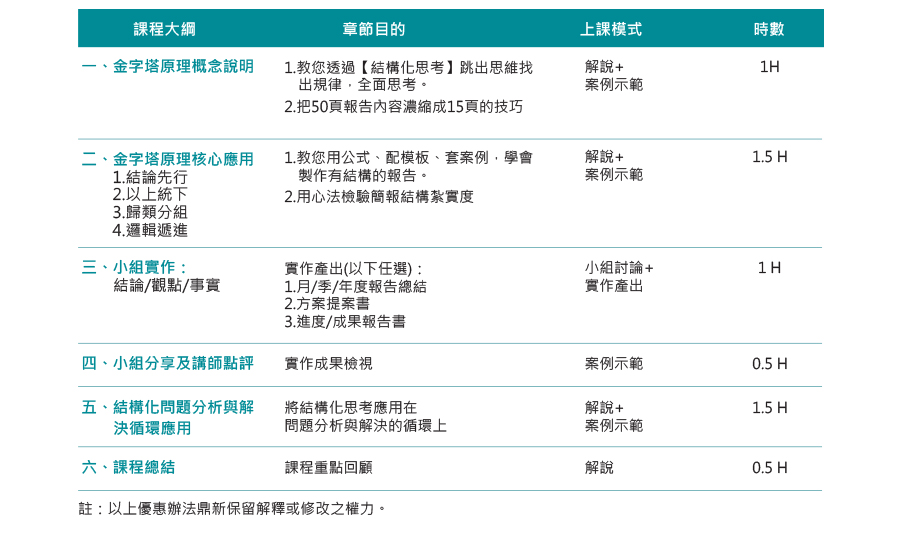 課程大綱 章節目的 上課模式 時數
一、金字塔原理概念說明 1.教您透過【結構化思考】跳出思維找 解說+ 1H
出規律，全面思考。 案例示範
2.把50頁報告內容濃縮成15頁的技巧
二、金字塔原理核心應用 1.教您用公式、配模板、套案例，學會 解說+ 1.5 H
1.結論先行 製作有結構的報告。 案例示範
2.以上統下 2.用心法檢驗簡報結構紮實度
3.歸類分組
4.邏輯遞進
三、小組實作： 實作產出(以下任選)： 小組討論+ 1 H
結論/觀點/事實 1.月/季/年度報告總結 實作產出
2.方案提案書
3.進度/成果報告書
四、小組分享及講師點評 實作成果檢視 案例示範 0.5 H
五、結構化問題分析與解 將結構化思考應用在 解說+ 1.5 H
決循環應用 問題分析與解決的循環上 案例示範
六、課程總結 課程重點回顧 解說 0.5 H
註：以上優惠辦法鼎新保留解釋或修改之權力。